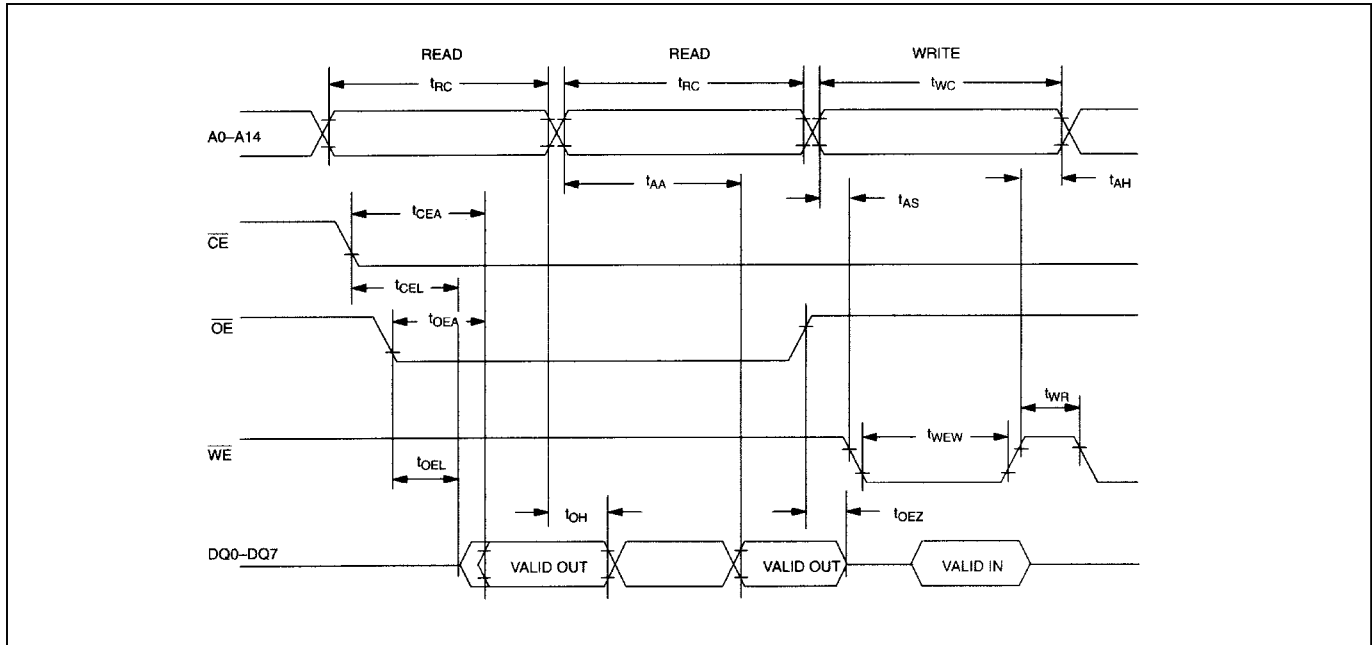 READ READ WRITE
tRC tRC tWC
A0–A14
tAA tAH
tAS
tCEA
CE
tCEL
OE tOEA
tWR
WE tWEW
tOEL
tOH tOEZ
DQ0–DQ7
VALID OUT VALID OUT VALID IN